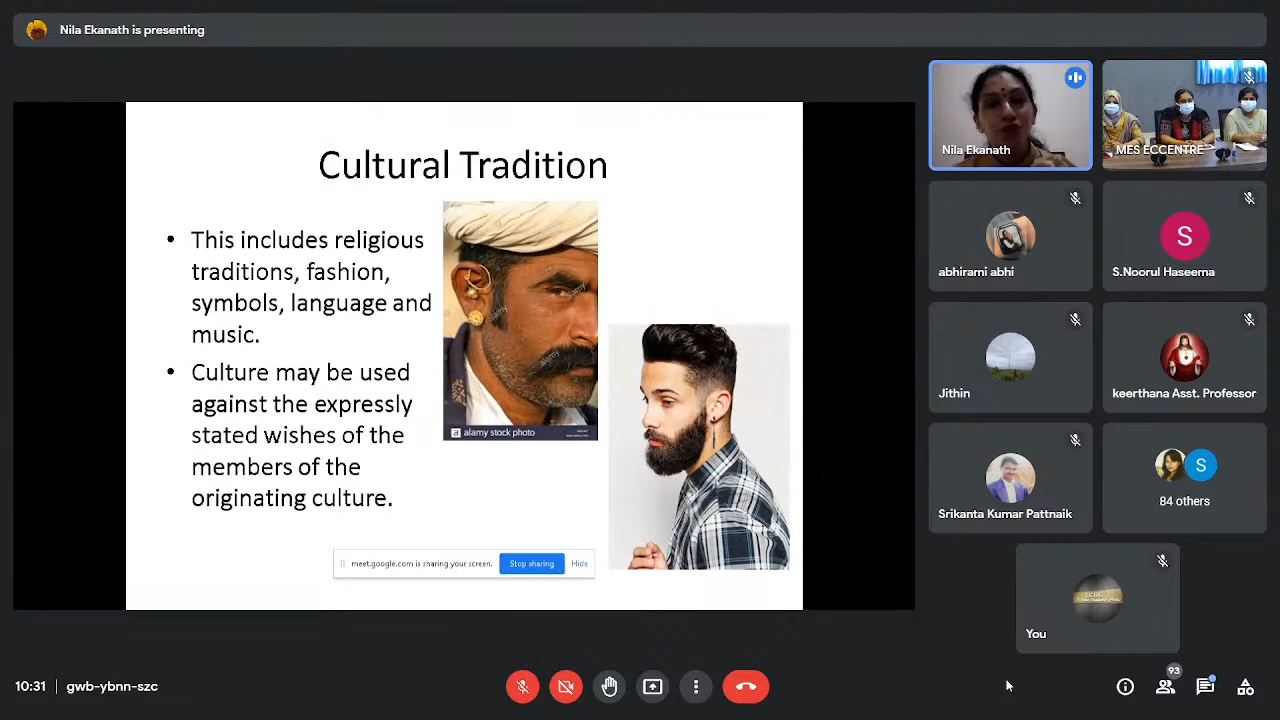 Nila Ekanath is presenting
Cultural Tradition
• This includes religious
traditions, fashion,
symbols, language and
music.
• Culture may be used
against the expressly
stated wishes of the
members of the
originating culture.
alamy
alamy
alamy
a alamy stock photo
meet.google.com is sharing your screen.
Stop sharing
Hide
Nila Ekanath
MES ECCENTRE
abhirami abhi
S
S.Noorul Haseema
Jithin
keerthana Asst. Professor
Srikanta Kumar Pattnaik
S
84 others
You
10:31
gwb-ybnn-szc
93